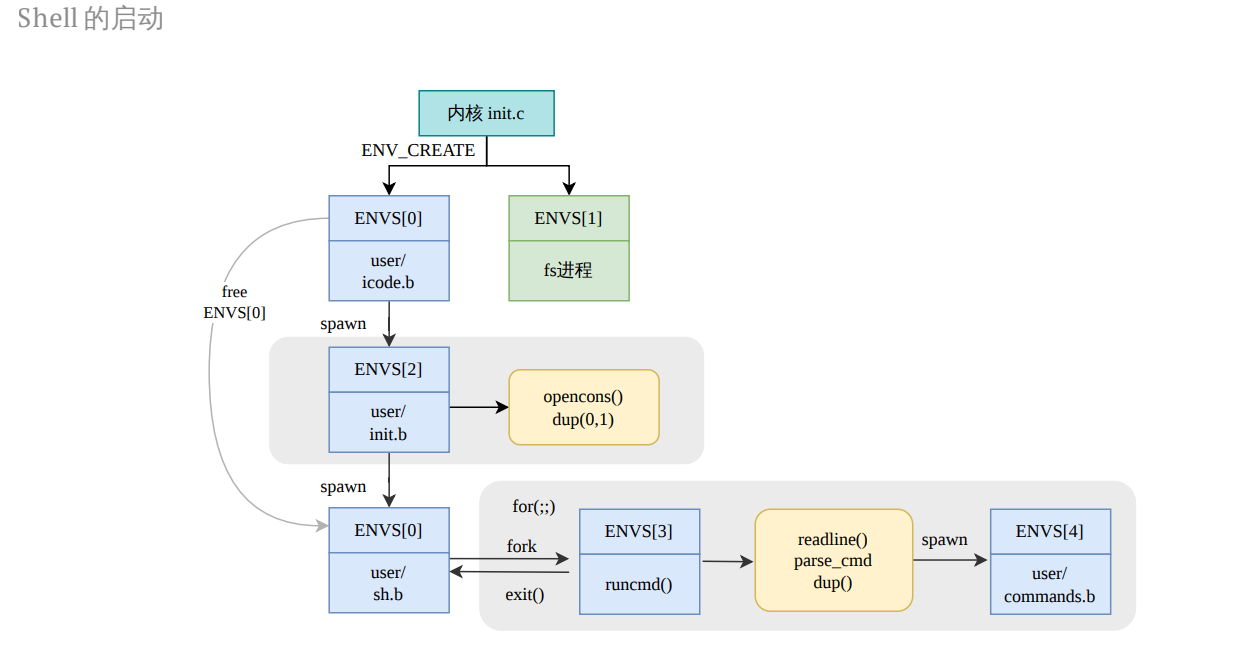 Shell 的启动
内核 init.c
ENV_CREATE
ENVS[0]
user/
icode.b
ENVS[1]
fs进程
free
ENVS[0]
spawn
ENVS[2]
user/
init.b
opencons()
dup(0,1)
spawn
ENVS[0]
user/
sh.b
for(;;)
fork
exit()
ENVS[3]
runcmd()
readline()
parse_cmd
dup()
spawn
ENVS[4]
user/
commands.b